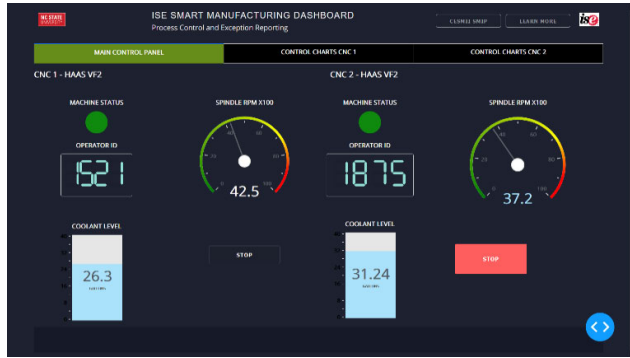 NC STATE
ISE SMART MANUFACTURING DASHBOARD
Process Control and Exception Reporting
LEARN MORE
ise
MAIN CONTROL PANEL
CONTROL CHARTS CNC 1
CONTROL CHARTS CNC 2
CNC 1 - HAAS VF2
CNC 2 - HAAS VF2
MACHINE STATUS
SPINDLE RPM X100
MACHINE STATUS
SPINDLE RPM X100
OPERATOR ID
OPERATOR ID
1521
1875
42.5
37.2
COOLANT LEVEL
COOLANT LEVEL
STOP
STOP
26.3
31.24